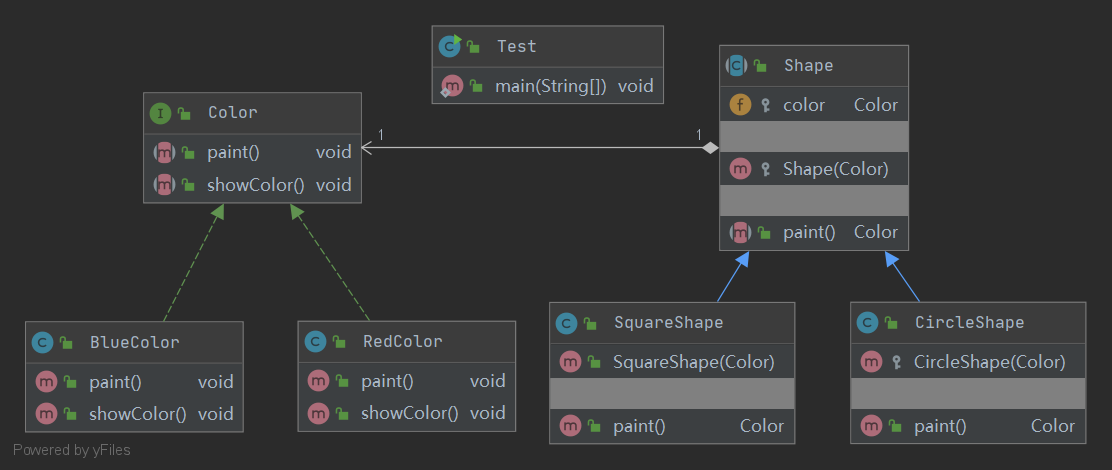 Test
main(String[]) void
Color
paint() void
showColor() void
1
1
Shape
color Color
Shape(Color)
paint() Color
BlueColor
paint() void
showColor() void
RedColor
paint() void
showColor() void
SquareShape
SquareShape(Color)
paint() Color
CircleShape
CircleShape(Color)
paint() Color
Powered by yFiles